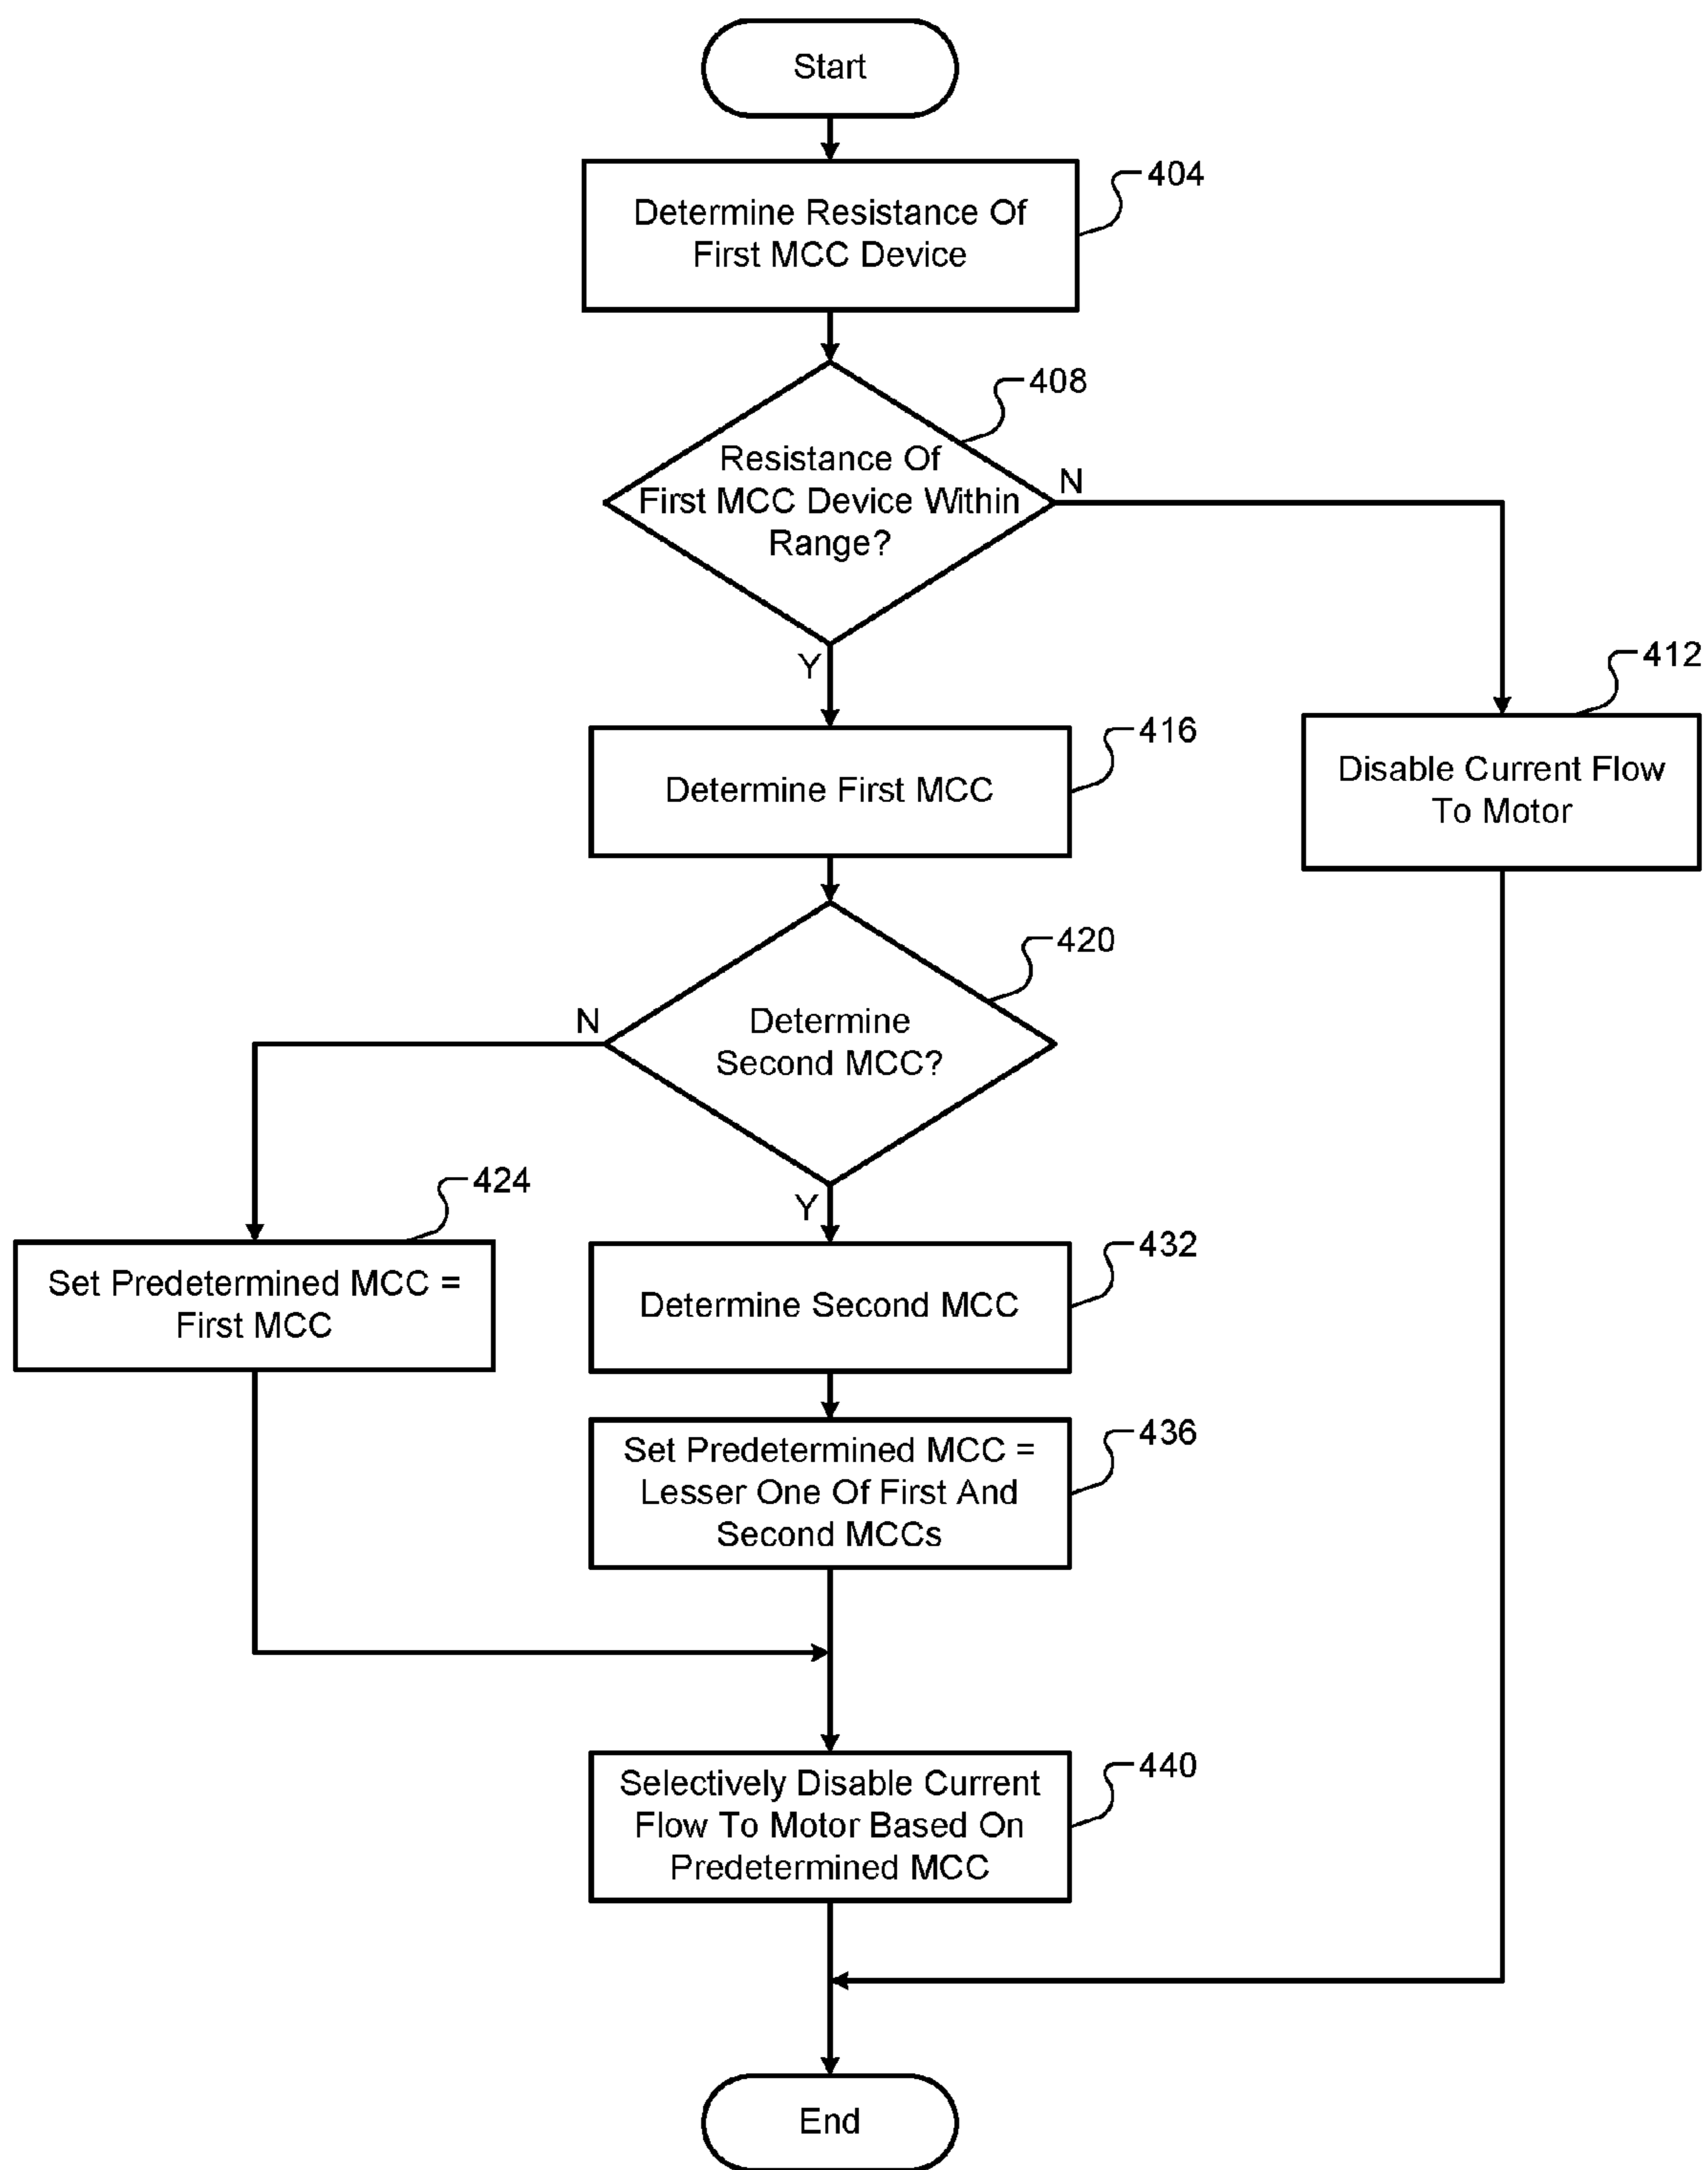 Start
404
Determine Resistance Of
First MCC Device
408
Resistance Of
First MCC Device Within
Range?
N
Y
412
Disable Current Flow
To Motor
416
Determine First MCC
420
Determine
Second MCC?
N
Y
424
Set Predetermined MCC =
First MCC
432
Determine Second MCC
436
Set Predetermined MCC =
Lesser One Of First And
Second MCCs
440
Selectively Disable Current
Flow To Motor Based On
Predetermined MCC
End